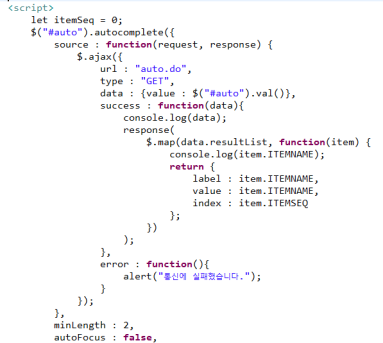 <script>
    let itemSeq = 0;
    $("#auto").autocomplete({
        source : function(request, response) {
            $.ajax({
                url : "auto.do",
                type : "GET",
                data : {value : $("#auto").val()},
                success : function(data){
                    console.log(data);
                    response(
                        $.map(data.resultList, function(item) {
                            console.log(item.ITEMNAME);
                            return {
                                label : item.ITEMNAME,
                                value : item.ITEMNAME,
                                index : item.ITEMSEQ
                            };
                        })
                    );
                },
                error : function(){
                    alert("통신에 실패했습니다.");
                }
            });
        },
        minLength : 2,
        autoFocus : false,